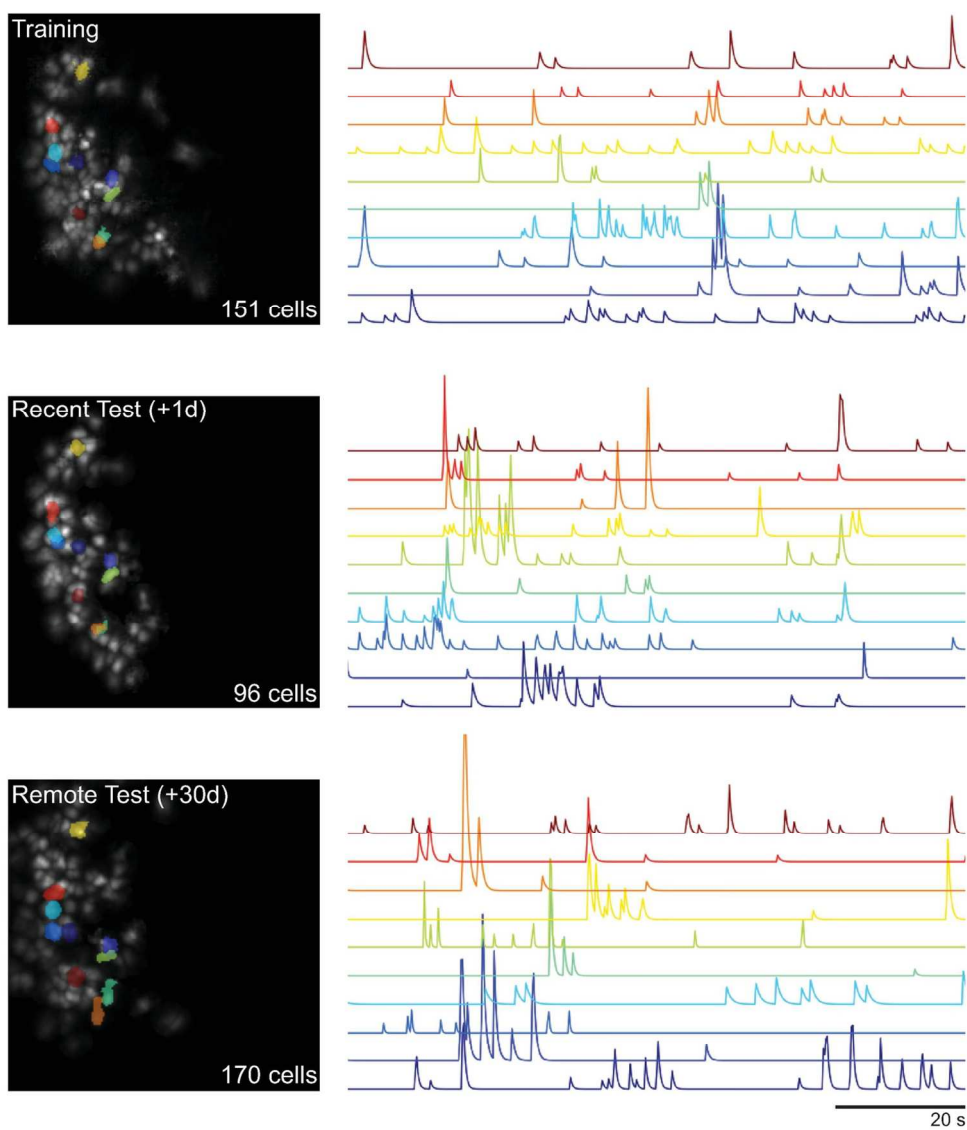 Training
151 cells
Recent Test (+1d)
96 cells
Remote Test (+30d)
170 cells
20 s